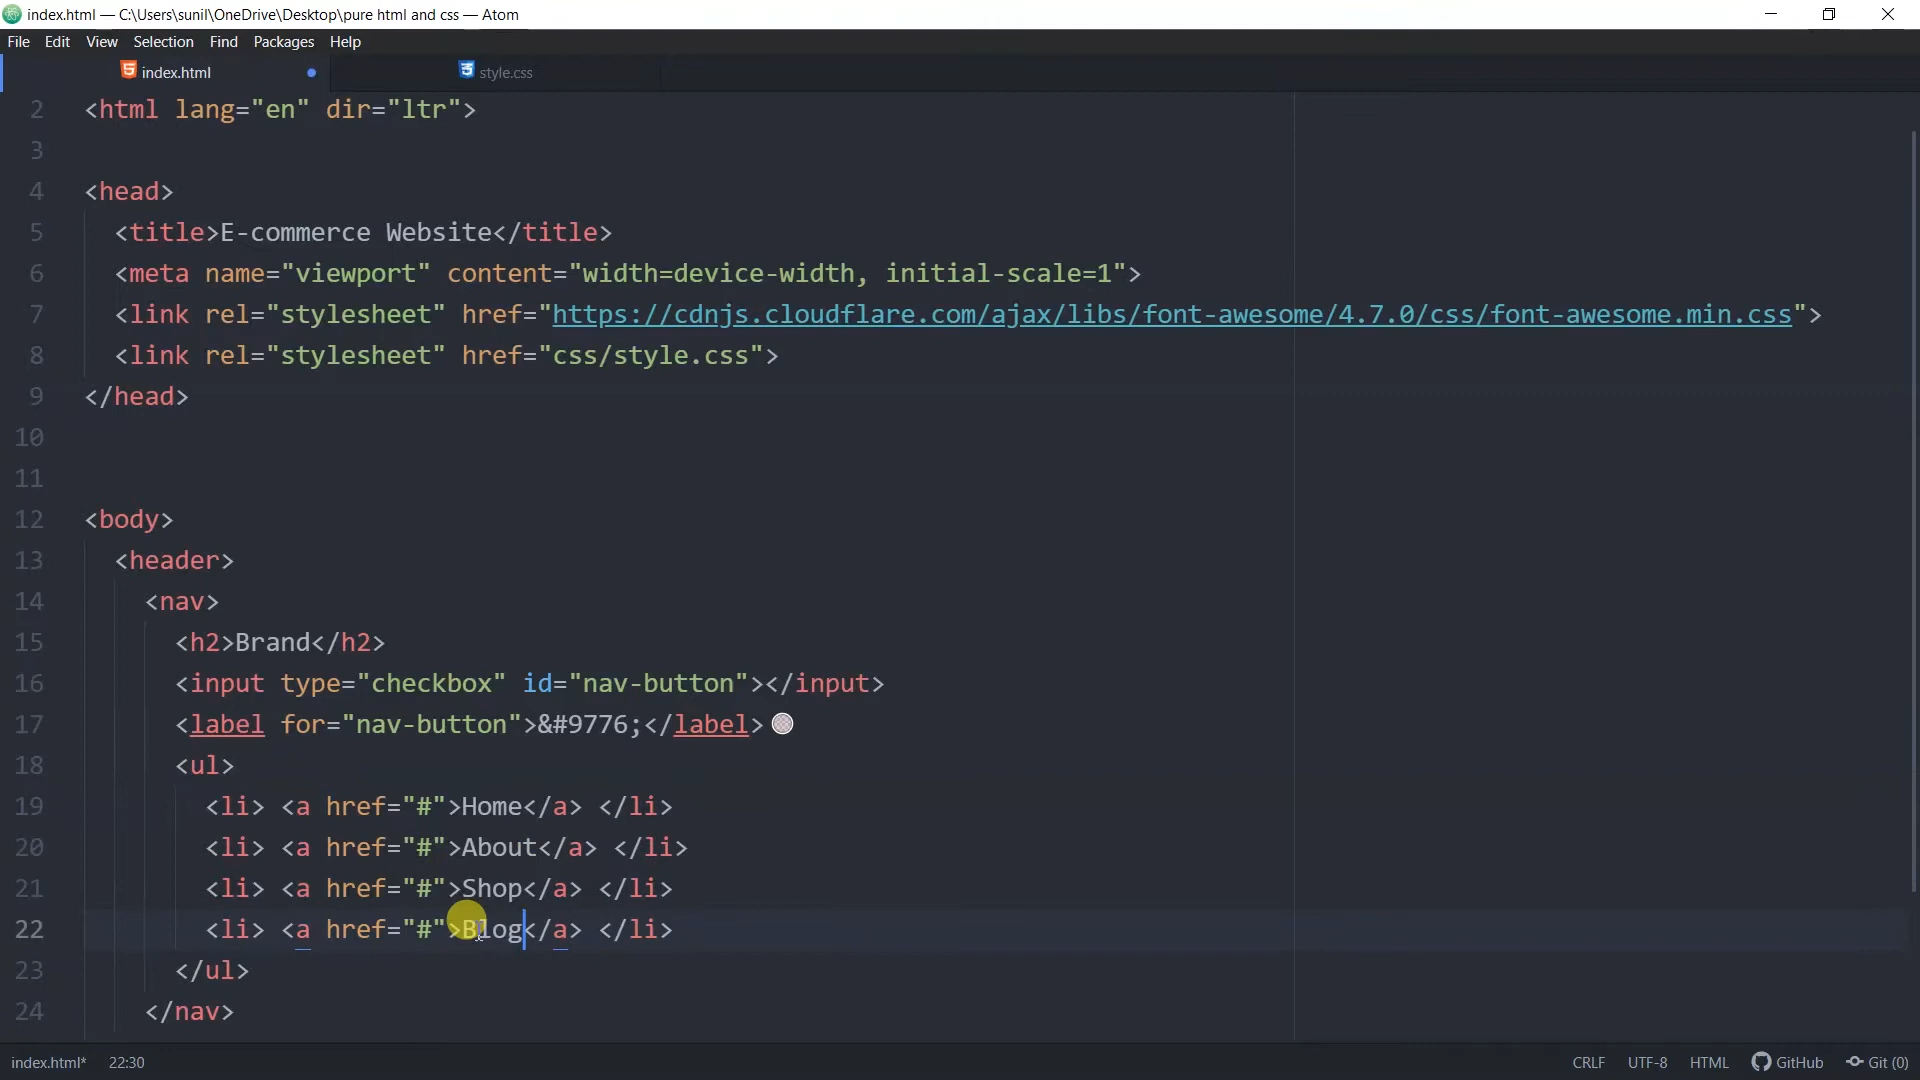 index.html — C:\Users\sunil\OneDrive\Desktop\pure html and css — Atom
File Edit View Selection Find Packages Help
index.html style.css
2 <html lang="en" dir="ltr">
3
4 <head>
5 <title>E-commerce Website</title>
6 <meta name="viewport" content="width=device-width, initial-scale=1">
7 <link rel="stylesheet" href="https://cdnjs.cloudflare.com/ajax/libs/font-awesome/4.7.0/css/font-awesome.min.css">
8 <link rel="stylesheet" href="css/style.css">
9 </head>
10
11
12 <body>
13 <header>
14 <nav>
15 <h2>Brand</h2>
16 <input type="checkbox" id="nav-button"></input>
17 <label for="nav-button">&#9776;</label>
18 <ul>
19 <li> <a href="#">Home</a> </li>
20 <li> <a href="#">About</a> </li>
21 <li> <a href="#">Shop</a> </li>
22 <li> <a href="#">Blog</a> </li>
23 </ul>
24 </nav>
index.html* 22:30 CRLF UTF-8 HTML GitHub Git (0)